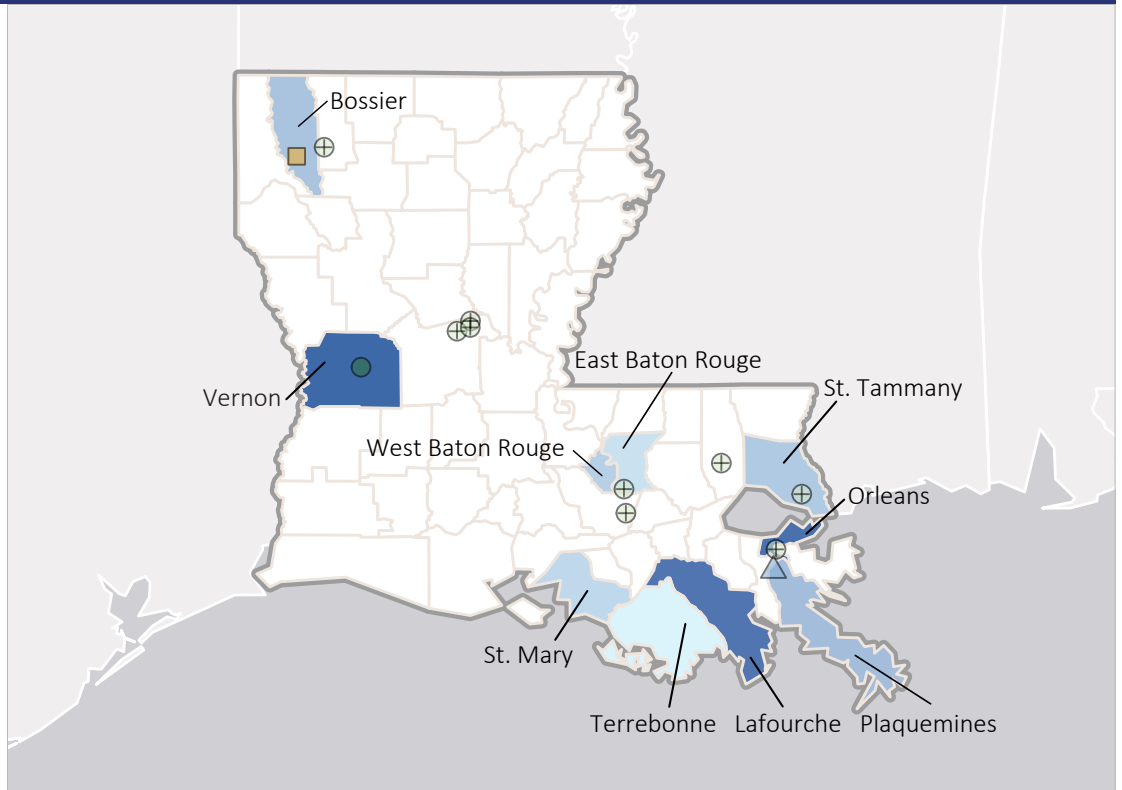 Bossier
East Baton Rouge
St. Tammany
Vernon
West Baton Rouge
Orleans
St. Mary
Terrebonne
Lafourche
Plaquemines